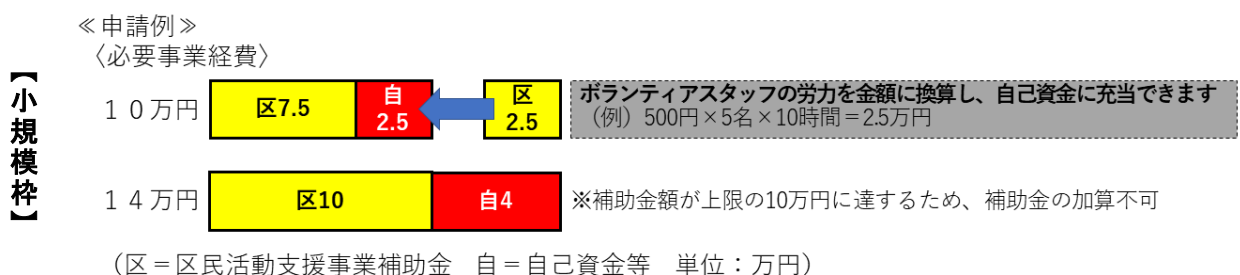 ≪申請例≫
〈必要事業経費〉
【小規模枠】
１０万円
区7.5
自
2.5
区
2.5
ボランティアスタッフの労力を金額に換算し、自己資金に充当できます
（例）500円×5名×10時間＝2.5万円
１４万円
区10
自4
※補助金額が上限の10万円に達するため、補助金の加算不可
（区＝区民活動支援事業補助金　自＝自己資金等　単位：万円）